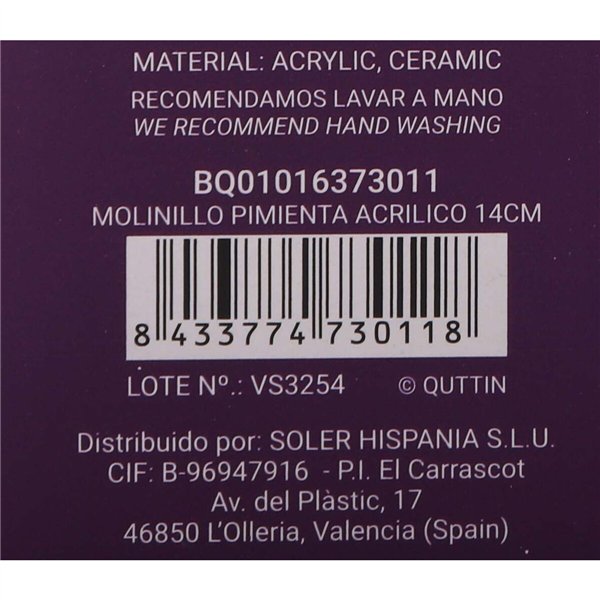 MATERIAL: ACRYLIC, CERAMIC
RECOMENDAMOS LAVAR A MANO
WE RECOMMEND HAND WASHING
BQ01016373011
MOLINILLO PIMIENTA ACRILICO 14CM
8 433774 730118
LOTE Nº.: VS3254 © QUTTIN
Distribuido por: SOLER HISPANIA S.L.U.
CIF: B-96947916 - P.I. El Carrascot
Av. del Plàstic, 17
46850 L'Olleria, Valencia (Spain)